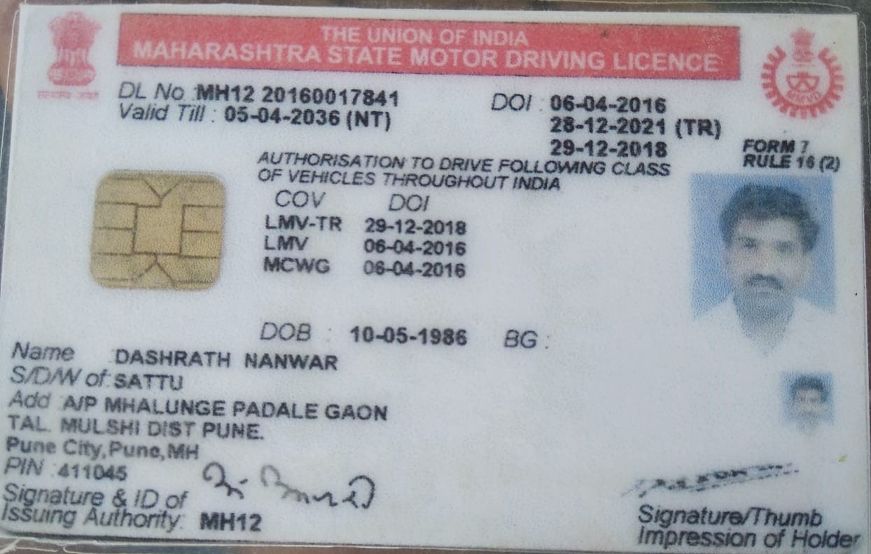 THE UNION OF INDIA
MAHARASHTRA STATE MOTOR DRIVING LICENCE
DL No : MH12 20160017841
DOI : 06-04-2016
Valid Till : 05-04-2036 (NT)
28-12-2021 (TR)
29-12-2018
FORM 7
RULE 16 (2)
AUTHORISATION TO DRIVE FOLLOWING CLASS
OF VEHICLES THROUGHOUT INDIA
COV DOI
LMV-TR 29-12-2018
LMV 06-04-2016
MCWG 06-04-2016
DOB : 10-05-1986 BG :
Name DASHRATH NANWAR
S/D/W of: SATTU
Add A/P MHALUNGE PADALE GAON
TAL. MULSHI DIST PUNE.
Pune City,Pune,MH
PIN :411045
Signature & ID of
Issuing Authority: MH12
Signature/Thumb
Impression of Holder